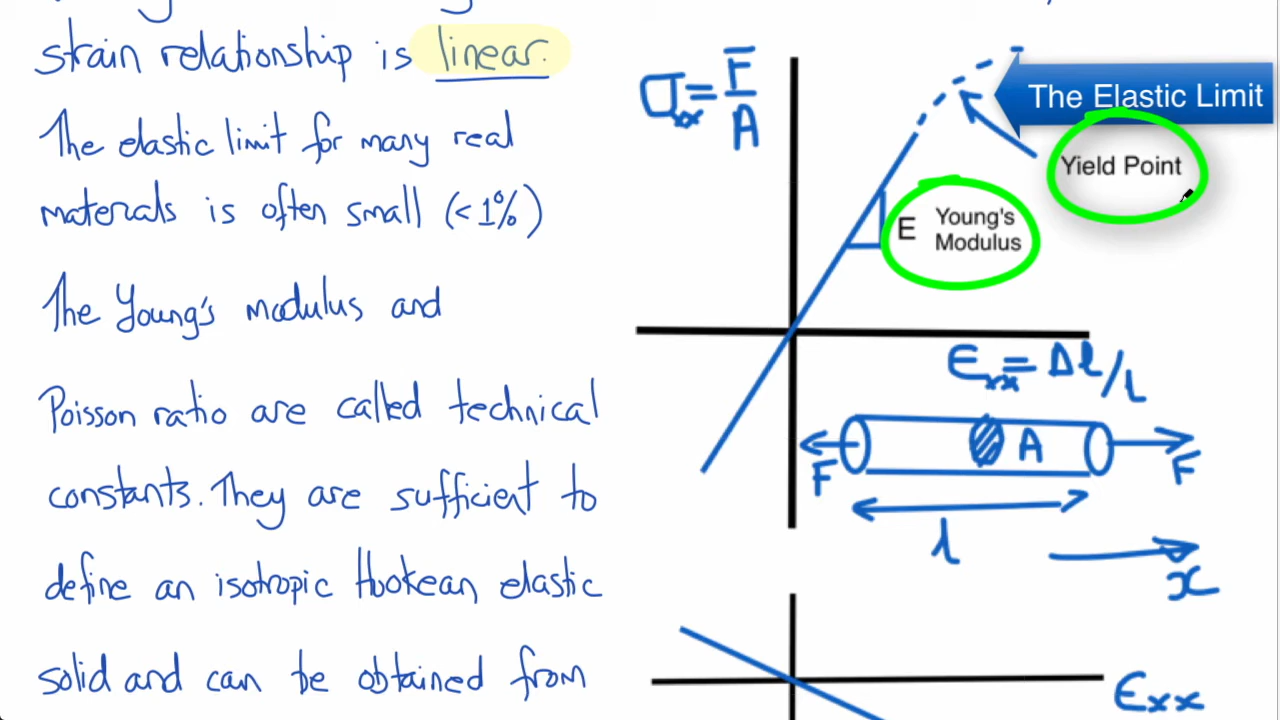 strain relationship is linear.
The elastic limit for many real
materials is often small (<1%)
The Young's modulus and
Poisson ratio are called technical
constants. They are sufficient to
define an isotropic Hookean elastic
solid and can be obtained from
σxx = F/A
The Elastic Limit
Yield Point
E Young's
Modulus
Exx = Δl/l
F A F
l
x
Exx